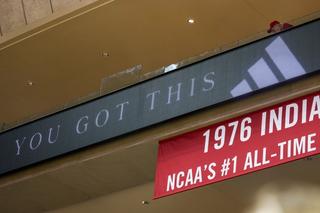 YOU GOT THIS
1976 INDIA
NCAA'S #1 ALL-TIME